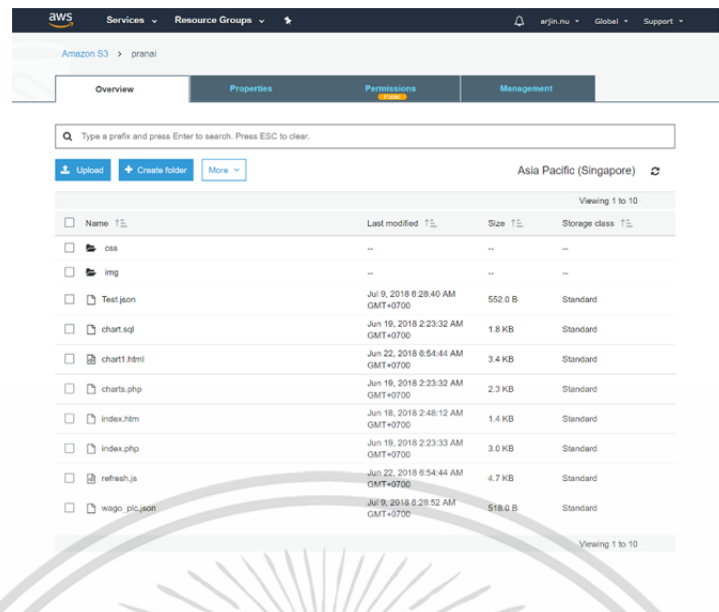 aws Services Resource Groups arjin.nu Global Support
Amazon S3 > pranai
Overview Properties Permissions Management
Public
Type a prefix and press Enter to search. Press ESC to clear.
Upload + Create folder More Asia Pacific (Singapore)
Viewing 1 to 10
Name Last modified Size Storage class
css -- -- --
img -- -- --
Test.json Jul 9, 2018 6:28:40 AM GMT+0700 552.0 B Standard
chart.sql Jun 19, 2018 2:23:32 AM GMT+0700 1.8 KB Standard
chart1.html Jun 22, 2018 6:54:44 AM GMT+0700 3.4 KB Standard
charts.php Jun 19, 2018 2:23:32 AM GMT+0700 2.3 KB Standard
index.htm Jun 18, 2018 2:48:12 AM GMT+0700 1.4 KB Standard
index.php Jun 19, 2018 2:23:33 AM GMT+0700 3.0 KB Standard
refresh.js Jun 22, 2018 6:54:44 AM GMT+0700 4.7 KB Standard
wago_plc.json Jul 9, 2018 6:28:52 AM GMT+0700 518.0 B Standard
Viewing 1 to 10